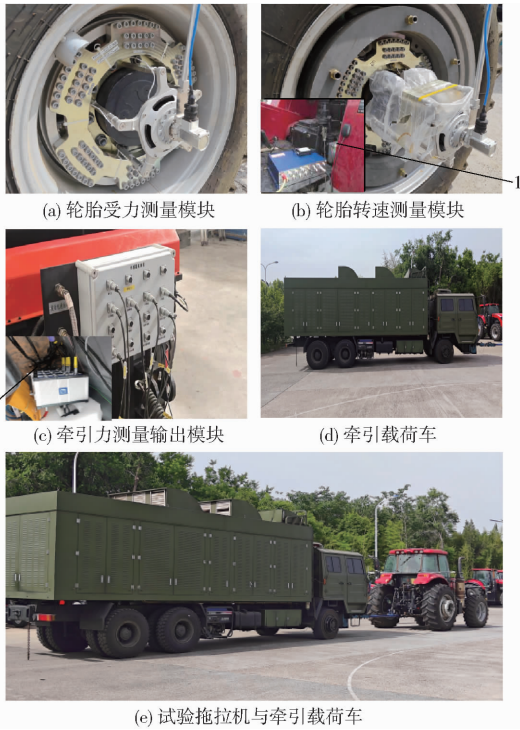 1
(a) 轮胎受力测量模块
(b) 轮胎转速测量模块
(c) 牵引力测量输出模块
(d) 牵引载荷车
(e) 试验拖拉机与牵引载荷车